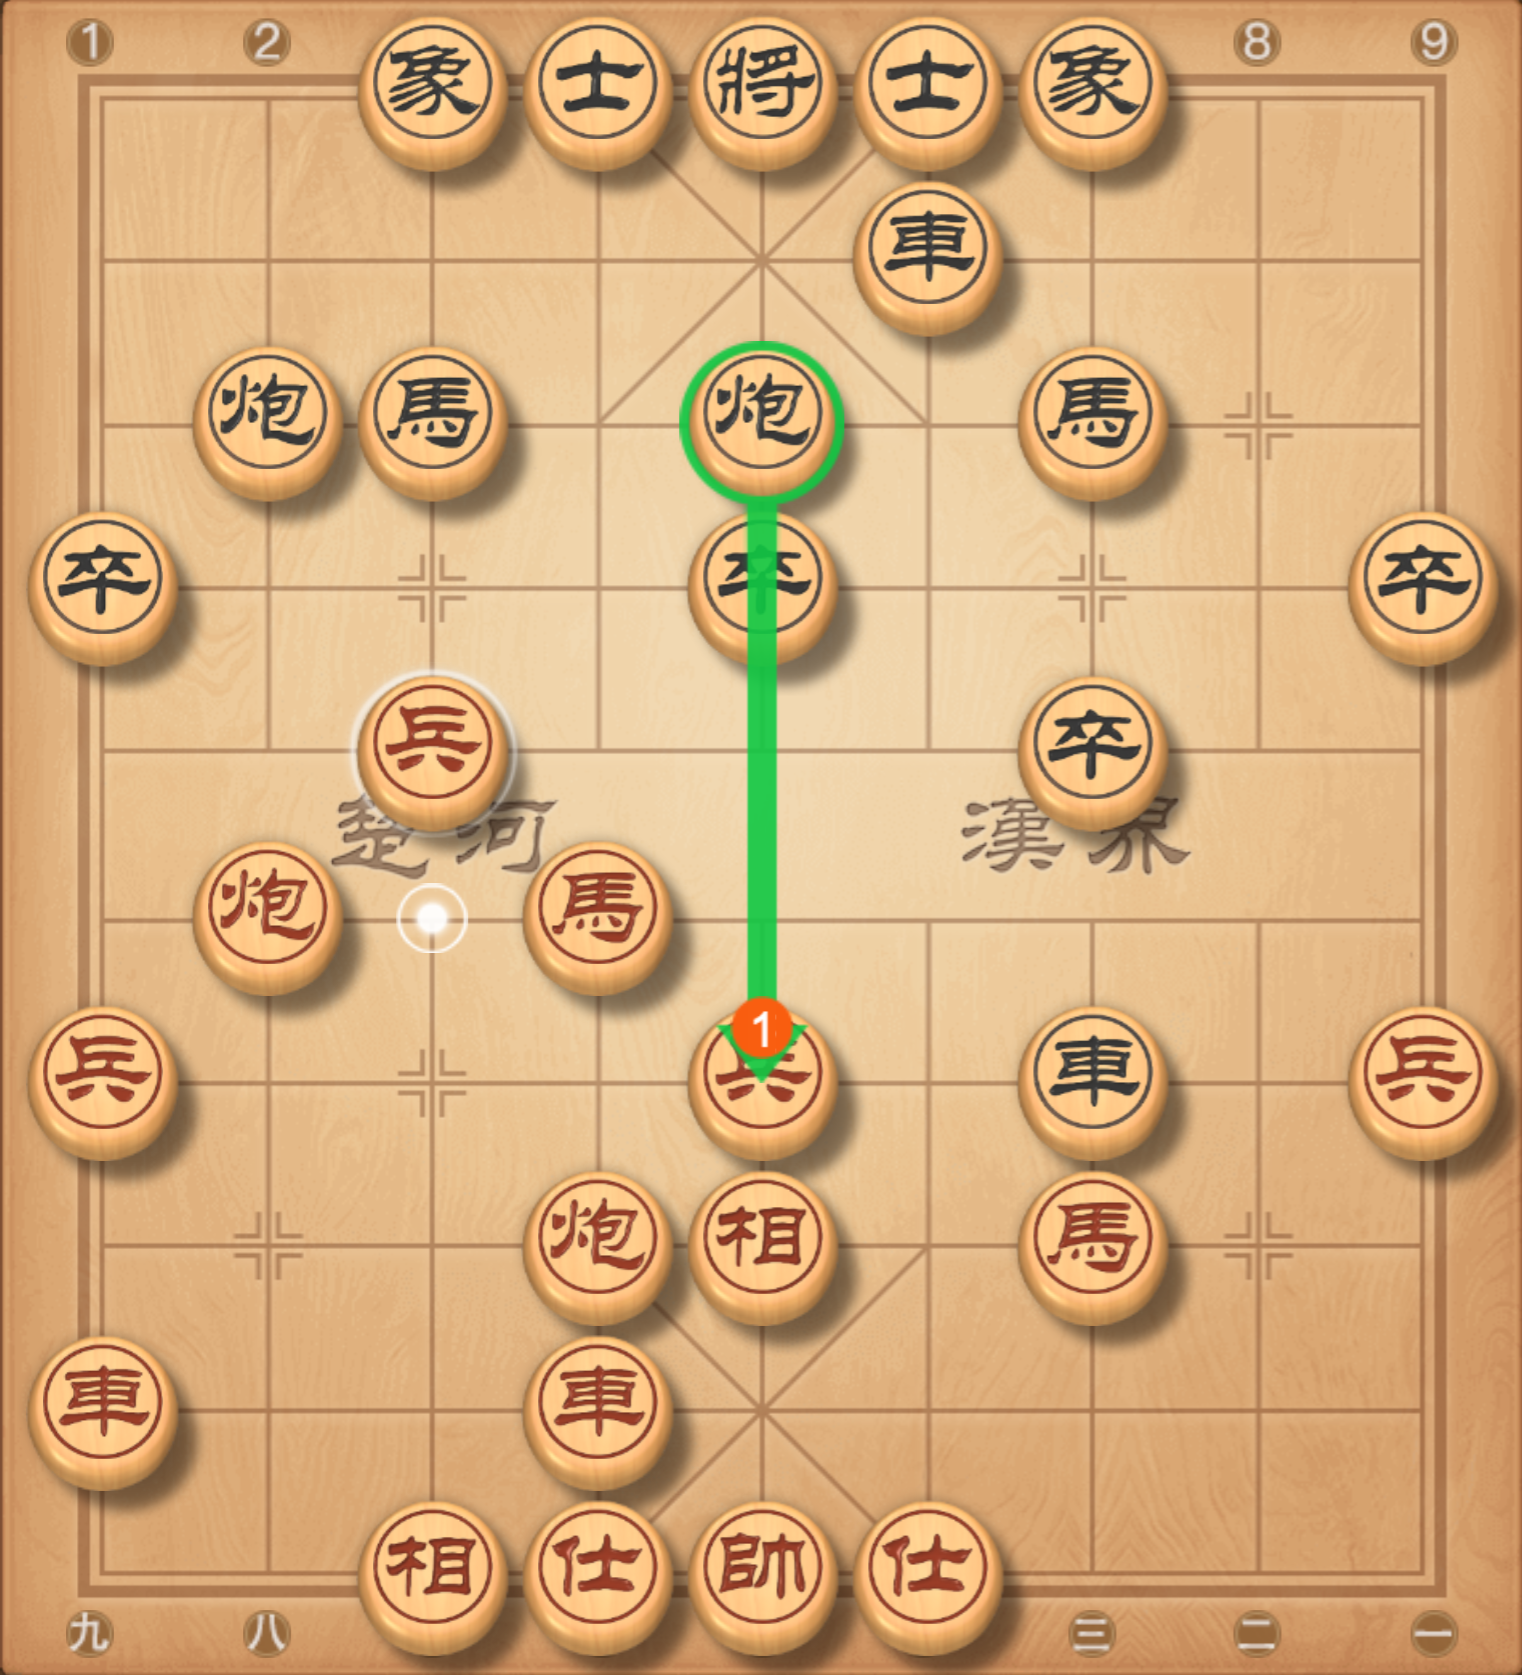 1 2 象 士 將 士 象 8 9
車
炮 馬 炮 馬
卒 卒 卒
兵 卒
楚河 漢界
炮 馬
兵 1 兵 車 兵
炮 相 馬
車 車
相 仕 帥 仕
九 八 三 二 一